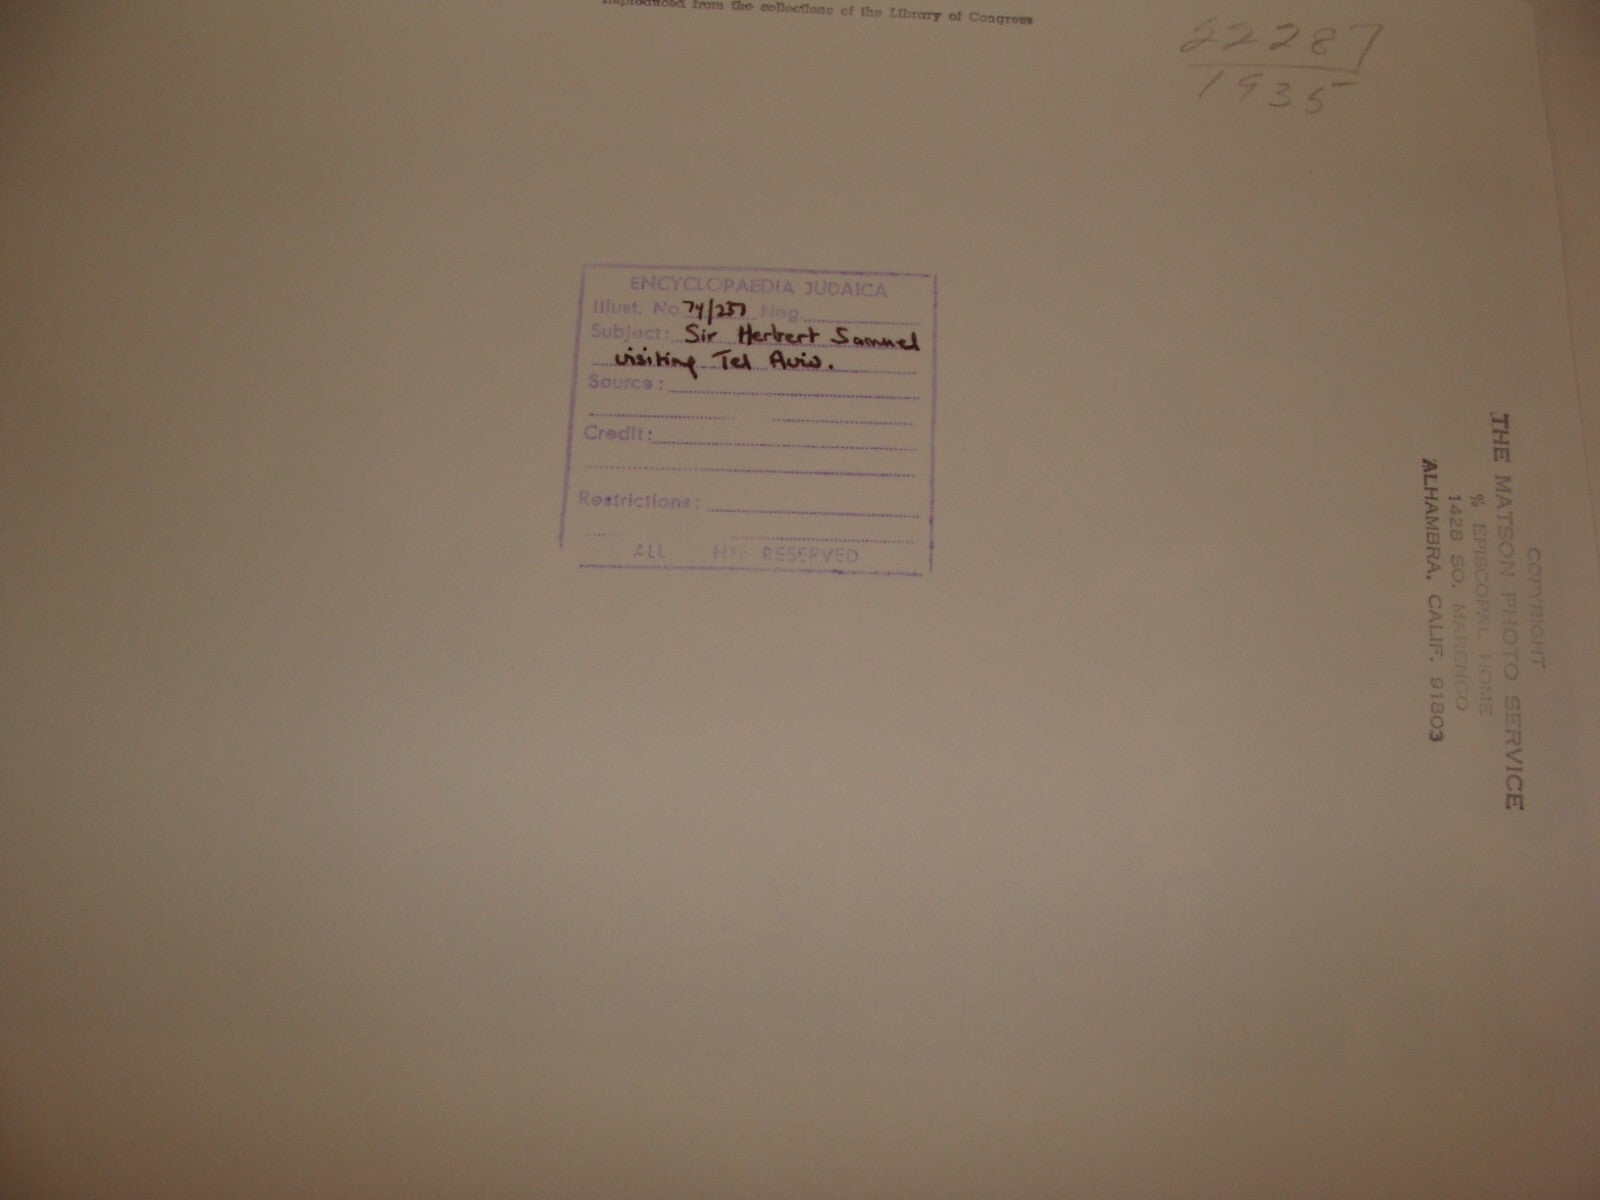 Reproduced from the collections of the Library of Congress
22287
1935
ENCYCLOPAEDIA JUDAICA
Illust. No 74/257 Neg.
Subject: Sir Herbert Samuel
visiting Tel Aviv.
Source:
Credit:
Restrictions:
ALL HTS RESERVED
COPYRIGHT
THE MATSON PHOTO SERVICE
% EPISCOPAL HOME
1428 SO. MARENGO
ALHAMBRA, CALIF. 91803